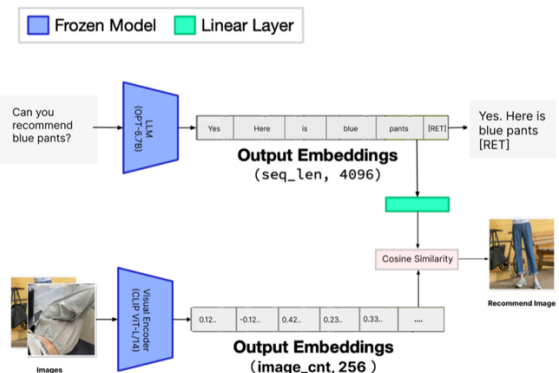 Frozen Model
Linear Layer
Can you
recommend
blue pants?
LLM
(OPT-6.7B)
Yes
Here
is
blue
pants
[RET]
Yes. Here is
blue pants
[RET]
Output Embeddings
(seq_len, 4096)
Cosine Similarity
Recommend Image
Visual Encoder
(CLIP ViT-L/14)
0.12..
-0.12..
0.42..
0.23..
0.33..
....
Output Embeddings
(image_cnt, 256 )
Images